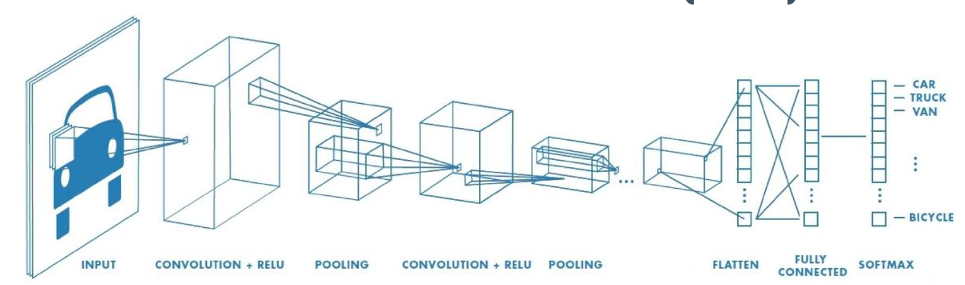 CAR
TRUCK
VAN
BICYCLE
INPUT
CONVOLUTION + RELU
POOLING
CONVOLUTION + RELU
POOLING
FLATTEN
FULLY
CONNECTED
SOFTMAX